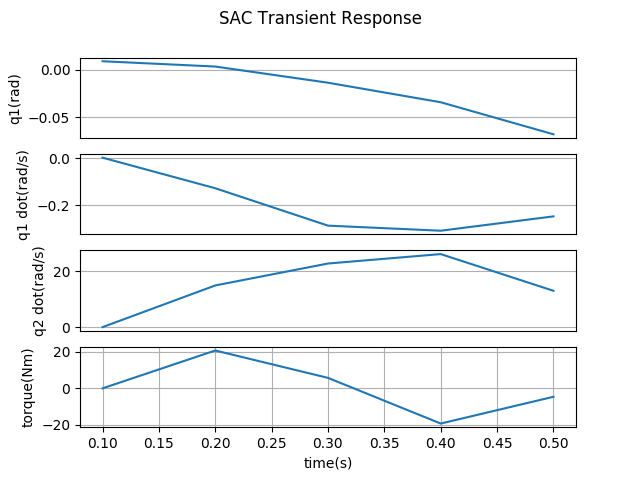 SAC Transient Response
q1(rad)
0.00
−0.05
q1 dot(rad/s)
0.0
−0.2
q2 dot(rad/s)
20
0
torque(Nm)
20
0
−20
0.10 0.15 0.20 0.25 0.30 0.35 0.40 0.45 0.50
time(s)